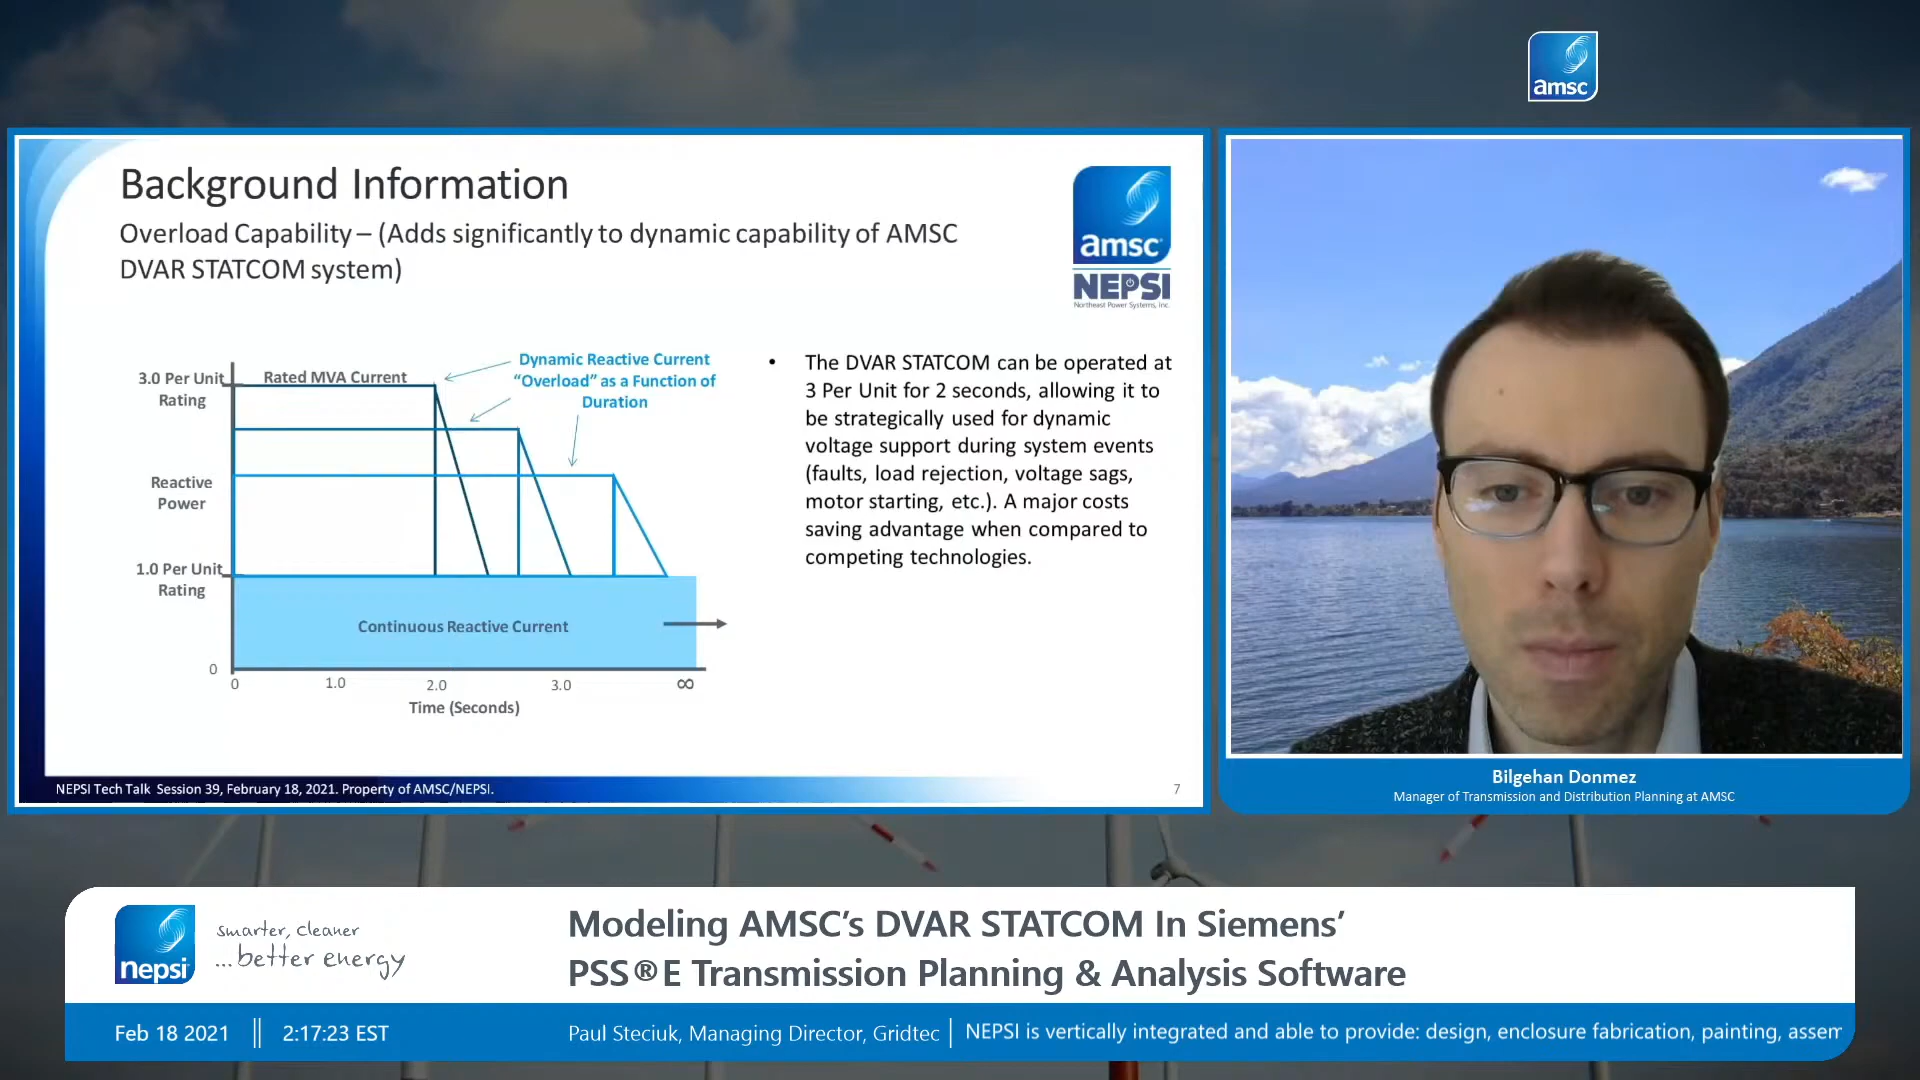 amsc
Background Information
Overload Capability – (Adds significantly to dynamic capability of AMSC
DVAR STATCOM system)
amsc
NEPSI
Northeast Power Systems, Inc.
Dynamic Reactive Current
“Overload” as a Function of
Duration
3.0 Per Unit
Rating
Rated MVA Current
Reactive
Power
1.0 Per Unit
Rating
Continuous Reactive Current
0
0
1.0
2.0
3.0
∞
Time (Seconds)
• The DVAR STATCOM can be operated at
3 Per Unit for 2 seconds, allowing it to
be strategically used for dynamic
voltage support during system events
(faults, load rejection, voltage sags,
motor starting, etc.). A major costs
saving advantage when compared to
competing technologies.
NEPSI Tech Talk Session 39, February 18, 2021. Property of AMSC/NEPSI.
7
Bilgehan Donmez
Manager of Transmission and Distribution Planning at AMSC
nepsi
smarter, cleaner
...better energy
Modeling AMSC’s DVAR STATCOM In Siemens’
PSS®E Transmission Planning & Analysis Software
Feb 18 2021 || 2:17:23 EST
Paul Steciuk, Managing Director, Gridtec | NEPSI is vertically integrated and able to provide: design, enclosure fabrication, painting, assem